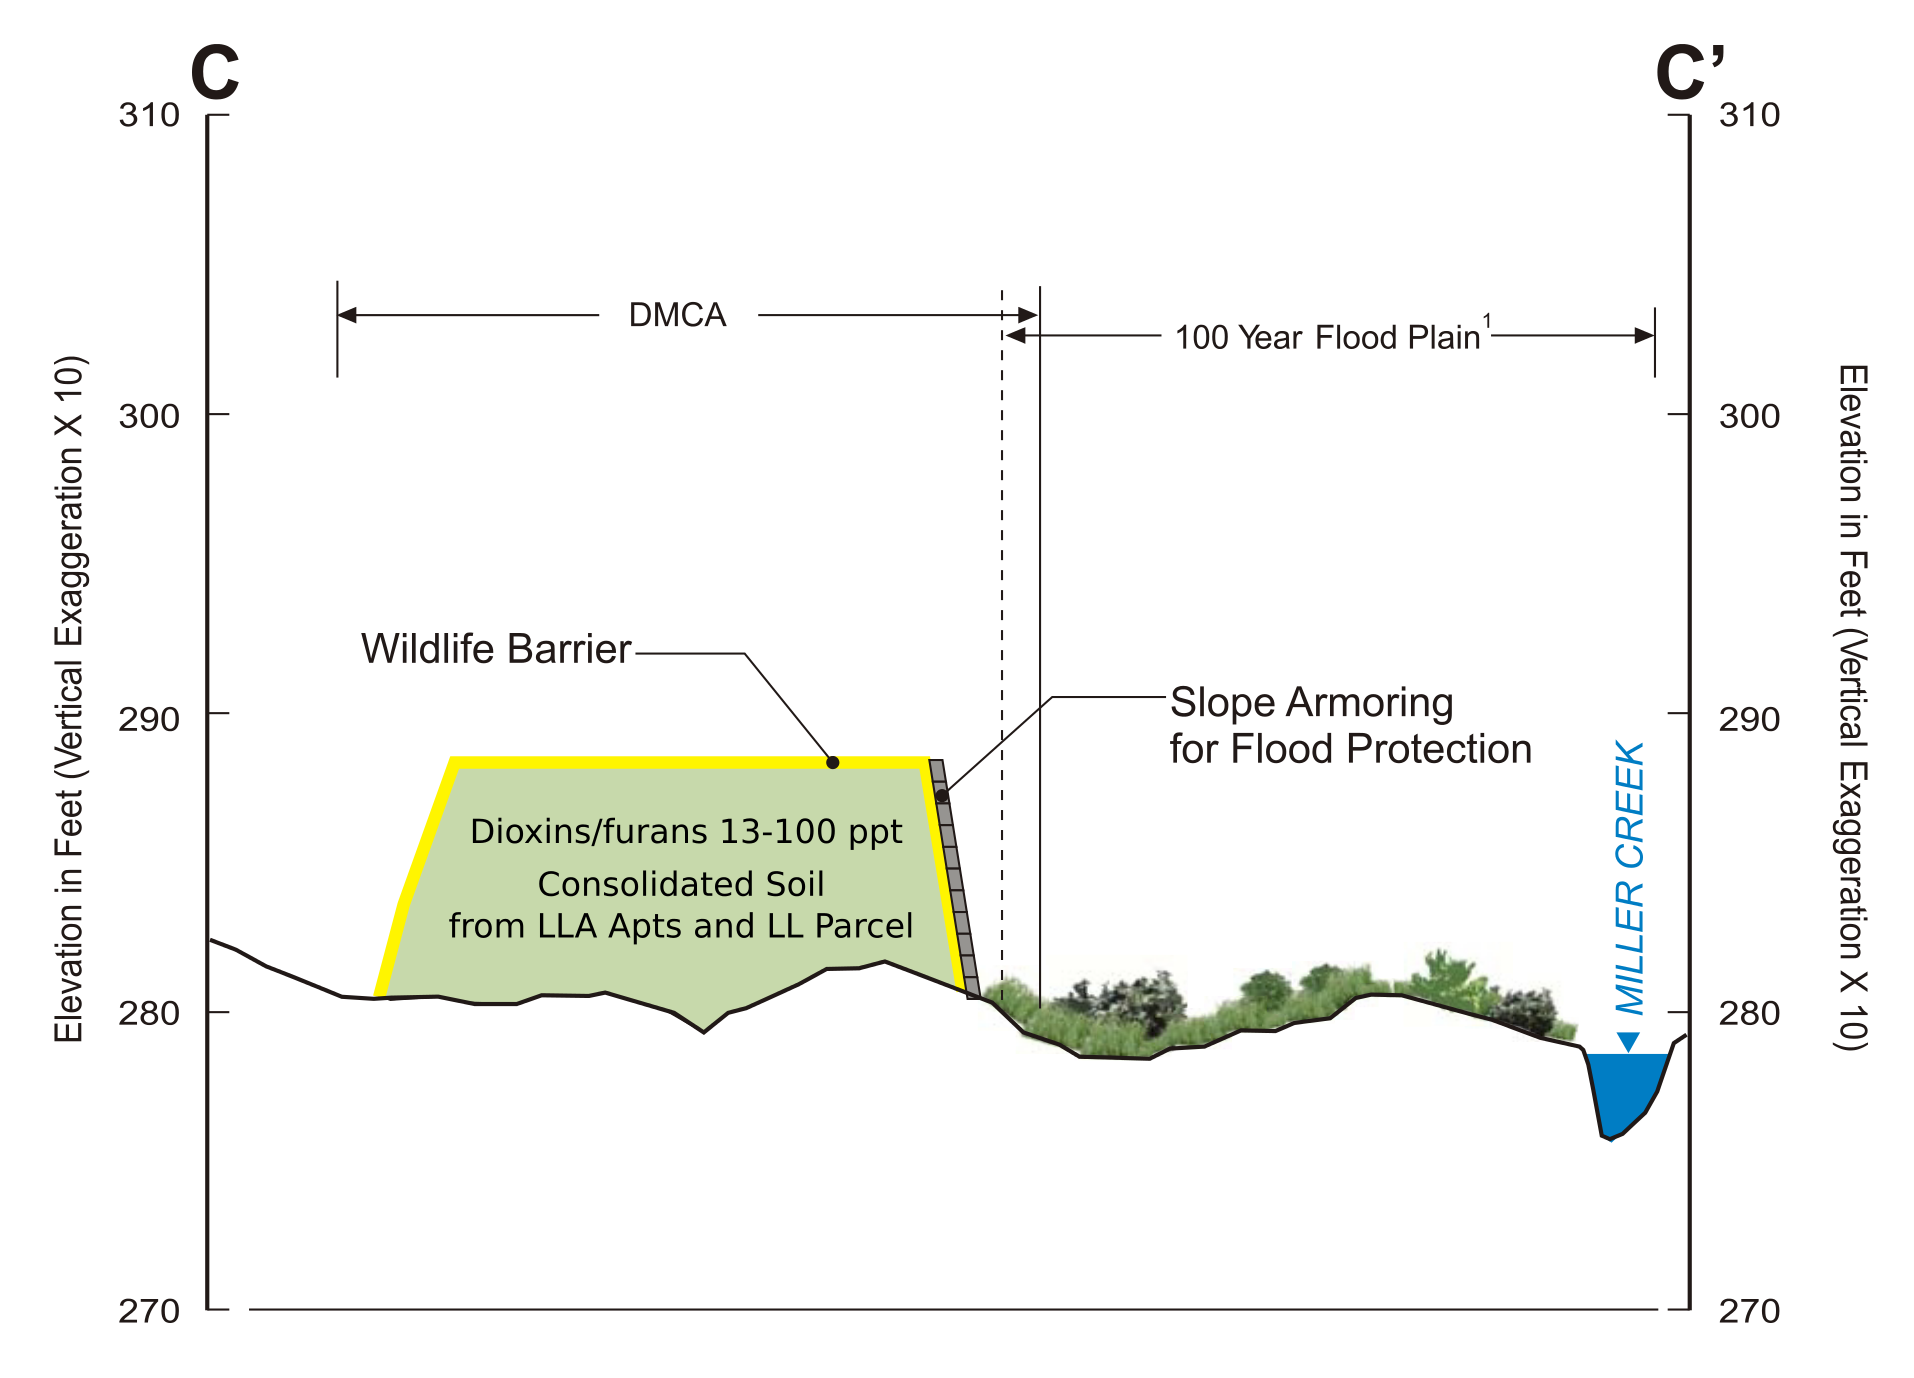 C
C’
310
310
DMCA
100 Year Flood Plain1
300
300
Elevation in Feet (Vertical Exaggeration X 10)
Elevation in Feet (Vertical Exaggeration X 10)
Wildlife Barrier
Slope Armoring
for Flood Protection
290
290
MILLER CREEK
Dioxins/furans 13-100 ppt
Consolidated Soil
from LLA Apts and LL Parcel
280
280
270
270